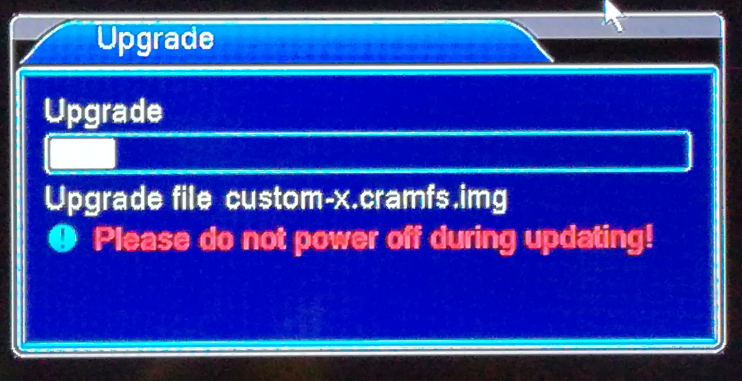 Upgrade
Upgrade
Upgrade file custom-x.cramfs.img
! Please do not power off during updating!